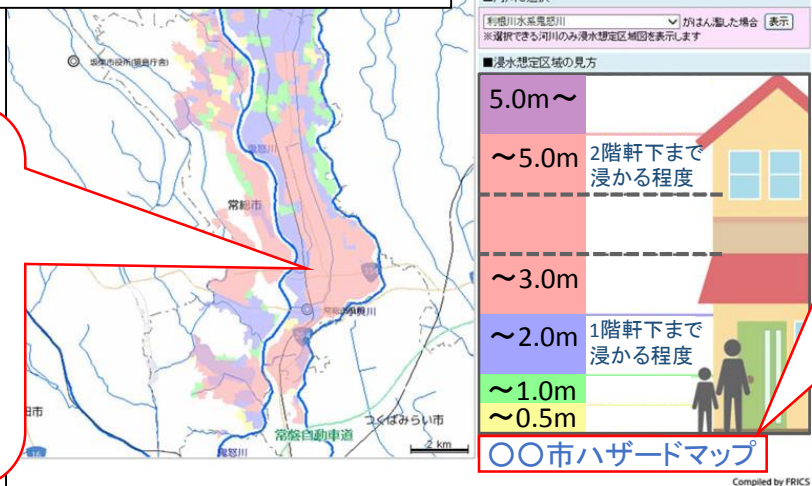 利根川水系鬼怒川 がはん濫した場合 表示
※選択できる河川のみ浸水想定区域図を表示します
■浸水想定区域の見方
5.0m～
～5.0m
2階軒下まで
浸かる程度
～3.0m
～2.0m
1階軒下まで
浸かる程度
～1.0m
～0.5m
〇〇市ハザードマップ
Compiled by FRICS
坂東市役所(猿島庁舎)
鬼怒川
常総市
つくばみらい市
常磐自動車道
鬼怒川
2 km